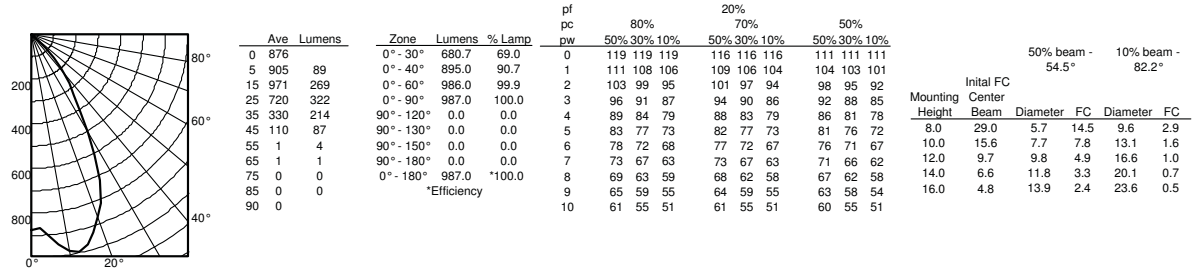 80°
200
400
60°
600
800
40°
0°
20°
Ave Lumens
0 876
5 905 89
15 971 269
25 720 322
35 330 214
45 110 87
55 1 4
65 1 1
75 0 0
85 0 0
90 0
Zone Lumens % Lamp
0° - 30° 680.7 69.0
0° - 40° 895.0 90.7
0° - 60° 986.0 99.9
0° - 90° 987.0 100.0
90° - 120° 0.0 0.0
90° - 130° 0.0 0.0
90° - 150° 0.0 0.0
90° - 180° 0.0 0.0
0° - 180° 987.0 *100.0
*Efficiency
pf 20%
pc 80% 70% 50%
pw 50% 30% 10% 50% 30% 10% 50% 30% 10%
0 119 119 119 116 116 116 111 111 111
1 111 108 106 109 106 104 104 103 101
2 103 99 95 101 97 94 98 95 92
3 96 91 87 94 90 86 92 88 85
4 89 84 79 88 83 79 86 81 78
5 83 77 73 82 77 73 81 76 72
6 78 72 68 77 72 67 76 71 67
7 73 67 63 73 67 63 71 66 62
8 69 63 59 68 62 58 67 62 58
9 65 59 55 64 59 55 63 58 54
10 61 55 51 61 55 51 60 55 51
50% beam - 10% beam -
54.5° 82.2°
Inital FC
Mounting Center
Height Beam Diameter FC Diameter FC
8.0 29.0 5.7 14.5 9.6 2.9
10.0 15.6 7.7 7.8 13.1 1.6
12.0 9.7 9.8 4.9 16.6 1.0
14.0 6.6 11.8 3.3 20.1 0.7
16.0 4.8 13.9 2.4 23.6 0.5